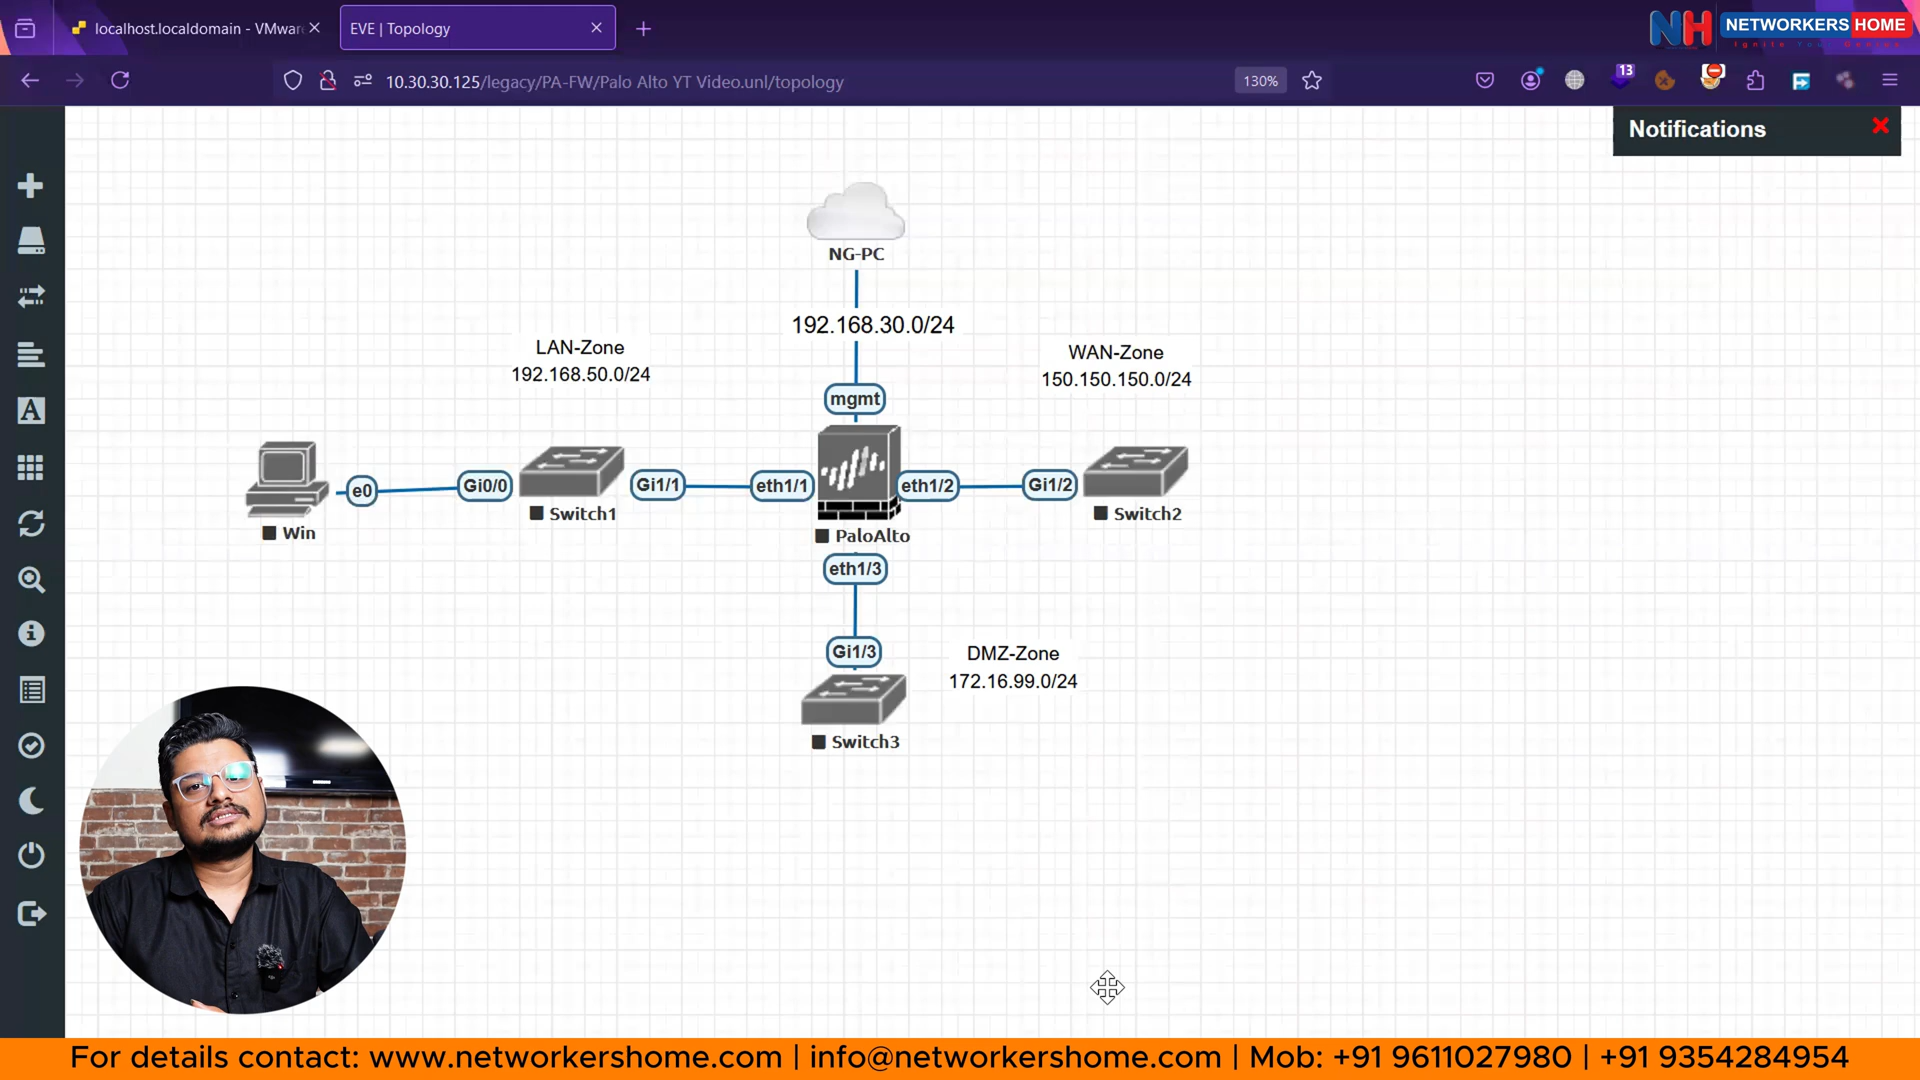 localhost.localdomain - VMware
EVE | Topology
NH NETWORKERS HOME
10.30.30.125/legacy/PA-FW/Palo Alto YT Video.unl/topology
130%
13
Notifications
NG-PC
192.168.30.0/24
LAN-Zone
192.168.50.0/24
WAN-Zone
150.150.150.0/24
mgmt
e0
Gi0/0
Gi1/1
eth1/1
eth1/2
Gi1/2
Win
Switch1
PaloAlto
Switch2
eth1/3
Gi1/3
DMZ-Zone
172.16.99.0/24
Switch3
For details contact: www.networkershome.com | info@networkershome.com | Mob: +91 9611027980 | +91 9354284954